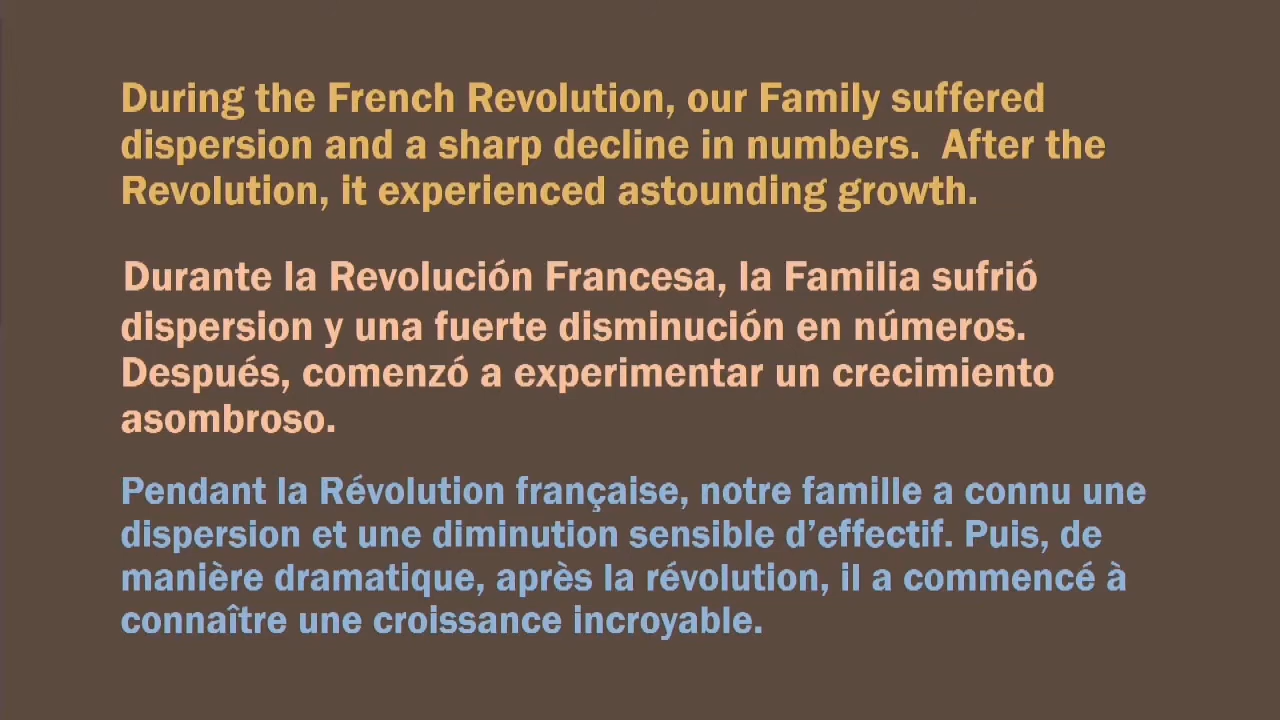 During the French Revolution, our Family suffered
dispersion and a sharp decline in numbers.  After the
Revolution, it experienced astounding growth.
Durante la Revolución Francesa, la Familia sufrió
dispersion y una fuerte disminución en números.
Después, comenzó a experimentar un crecimiento
asombroso.
Pendant la Révolution française, notre famille a connu une
dispersion et une diminution sensible d’effectif. Puis, de
manière dramatique, après la révolution, il a commencé à
connaître une croissance incroyable.